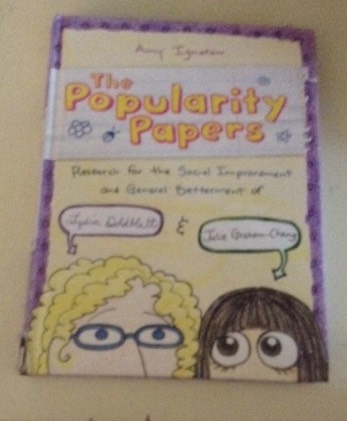 Amy Ignatow
The
Popularity
Papers
Research for the Social Improvement
and General Betterment of
Lydia Goldblatt
&
Julie Graham-Chang